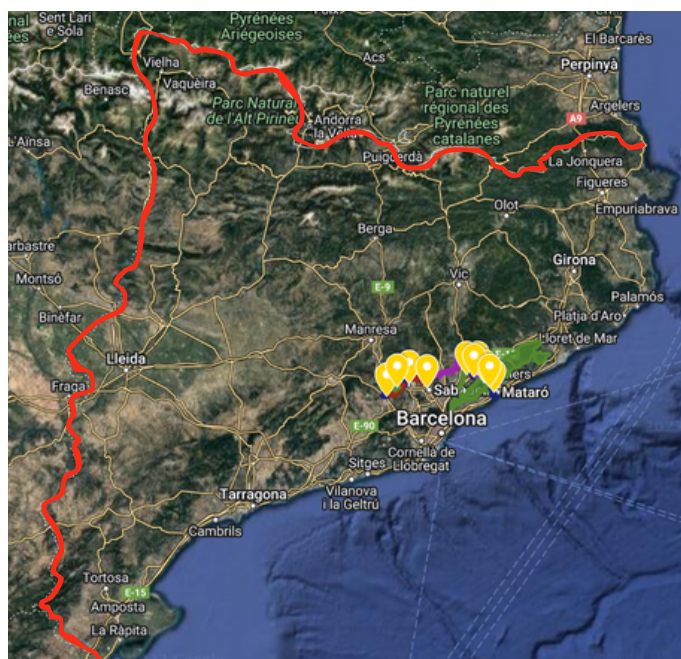 Sent Lari
e Sòla
Pyrénées
Ariégeoises
El Barcarès
Vielha
Acs
Perpinyà
Vaquèira
Benasc
Parc Natural
de l'Alt Pirineu
Parc naturel
régional des
Pyrénées
catalanes
Argelers
A9
L'Aïnsa
Andorra
la Vella
Puigcerdà
La Jonquera
Figueres
Empuriabrava
Olot
Berga
barbastre
Girona
Vic
Montsó
E-9
Palamós
Binèfar
Platja d'Aro
Manresa
Lloret de Mar
Lleida
Fraga
Sab
ers
Mataró
Barcelona
E-90
Cornellà de
Llobregat
Sitges
Tarragona
Vilanova
i la Geltrú
Cambrils
Tortosa
E-15
Amposta
La Ràpita